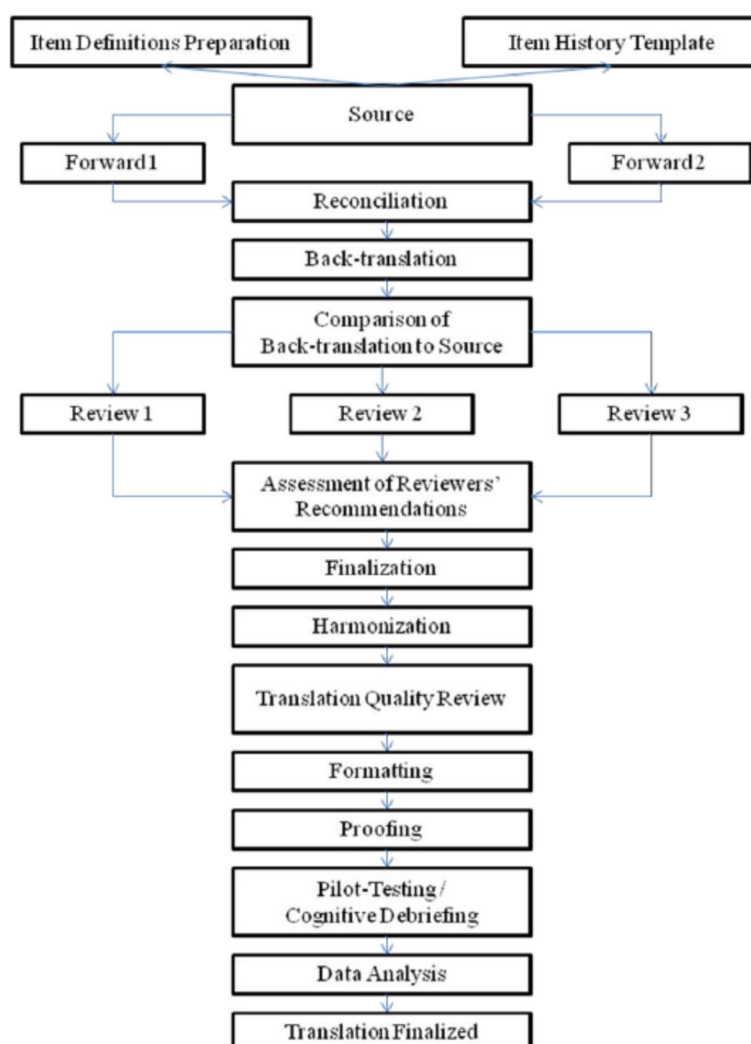 Item Definitions Preparation
Item History Template
Source
Forward 1
Forward 2
Reconciliation
Back-translation
Comparison of
Back-translation to Source
Review 1
Review 2
Review 3
Assessment of Reviewers’
Recommendations
Finalization
Harmonization
Translation Quality Review
Formatting
Proofing
Pilot-Testing /
Cognitive Debriefing
Data Analysis
Translation Finalized